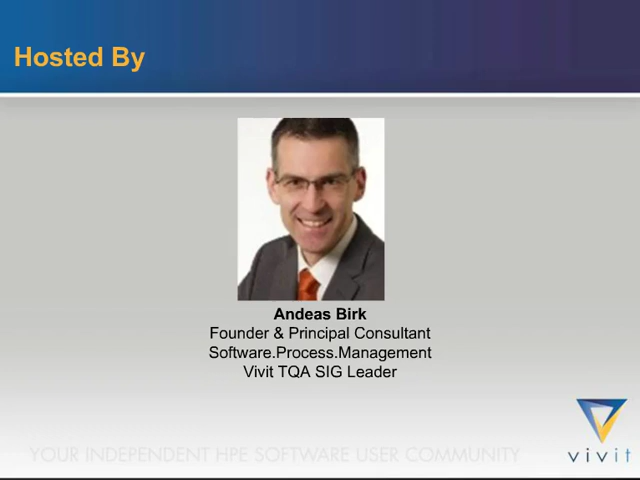 Hosted By
Andeas Birk
Founder & Principal Consultant
Software.Process.Management
Vivit TQA SIG Leader
YOUR INDEPENDENT HPE SOFTWARE USER COMMUNITY
vivit